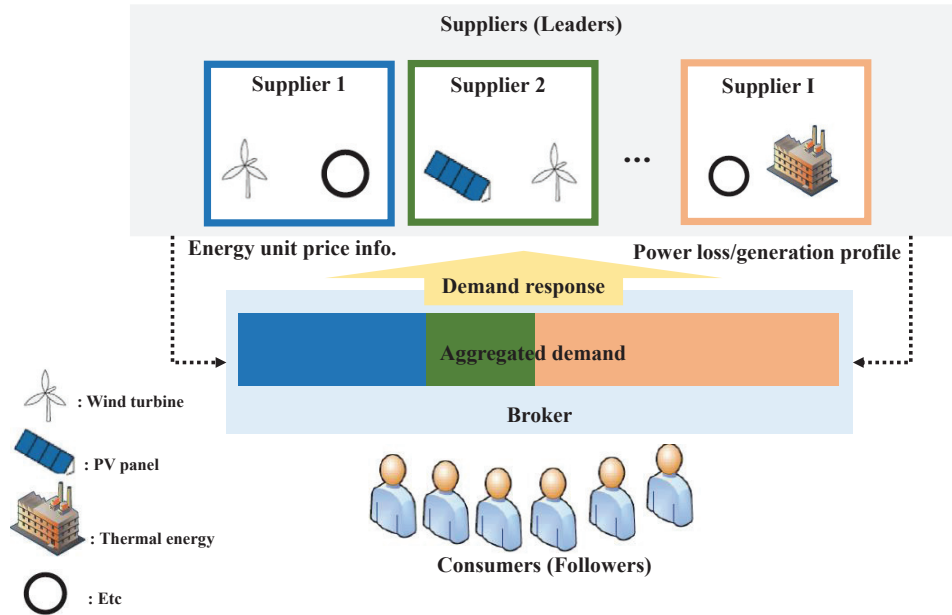 Suppliers (Leaders)
Supplier 1
Supplier 2
...
Supplier I
Energy unit price info.
Power loss/generation profile
Demand response
Aggregated demand
Broker
: Wind turbine
: PV panel
: Thermal energy
: Etc
Consumers (Followers)